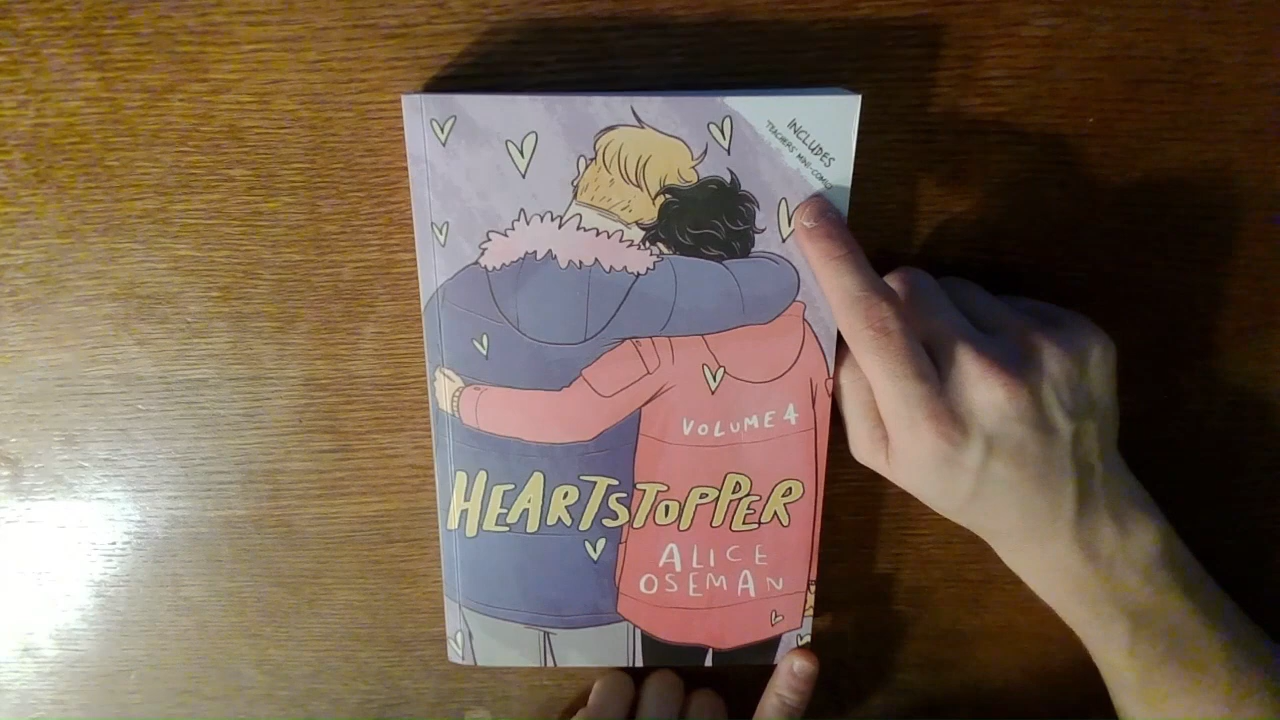 INCLUDES
TEACHERS' MINI-COMIC
VOLUME 4
HEARTSTOPPER
ALICE
OSEMAN